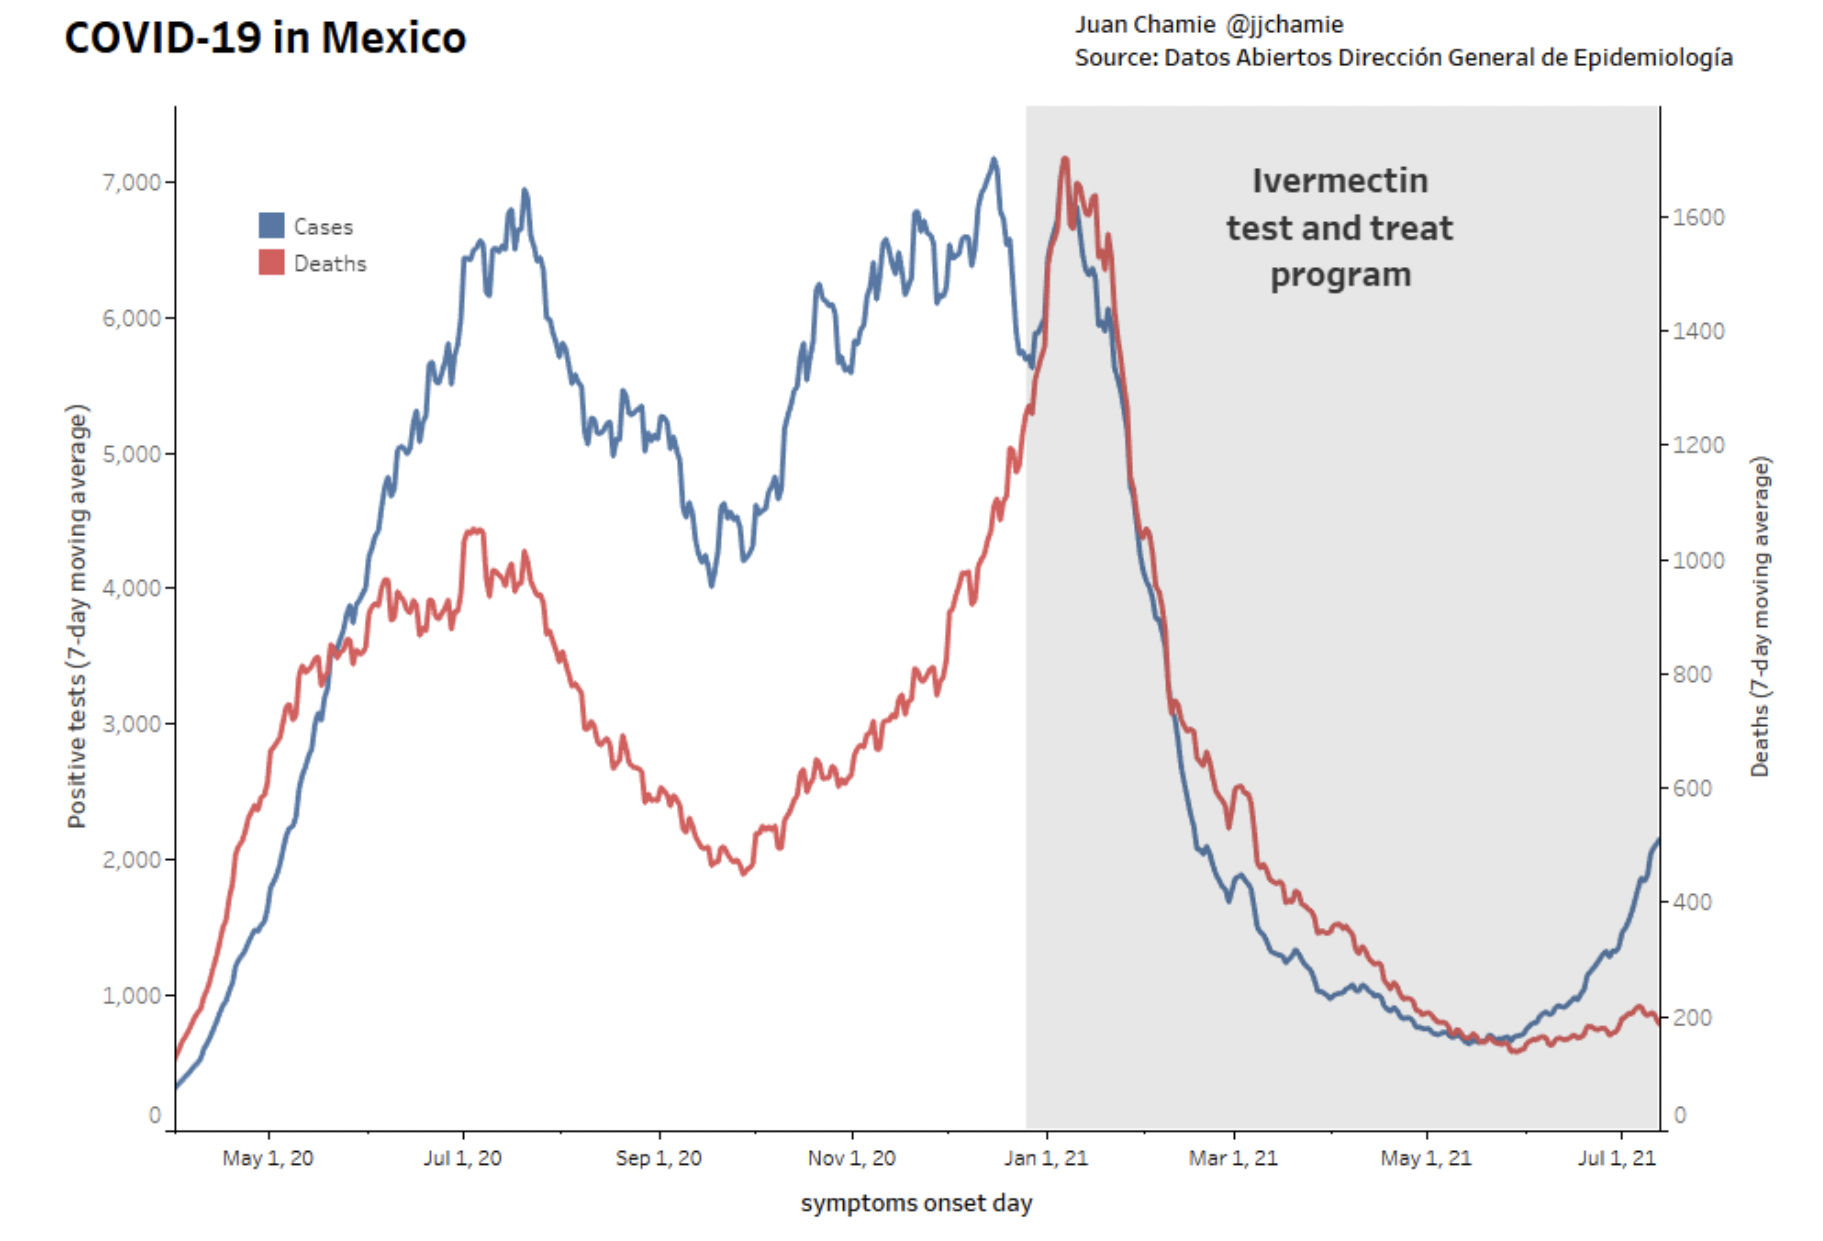 COVID-19 in Mexico
Juan Chamie @jjchamie
Source: Datos Abiertos Dirección General de Epidemiología
Ivermectin
test and treat
program
Cases
Deaths
Positive tests (7-day moving average)
7,000
6,000
5,000
4,000
3,000
2,000
1,000
0
1600
1400
1200
1000
800
600
400
200
0
Deaths (7-day moving average)
May 1, 20
Jul 1, 20
Sep 1, 20
Nov 1, 20
Jan 1, 21
Mar 1, 21
May 1, 21
Jul 1, 21
symptoms onset day